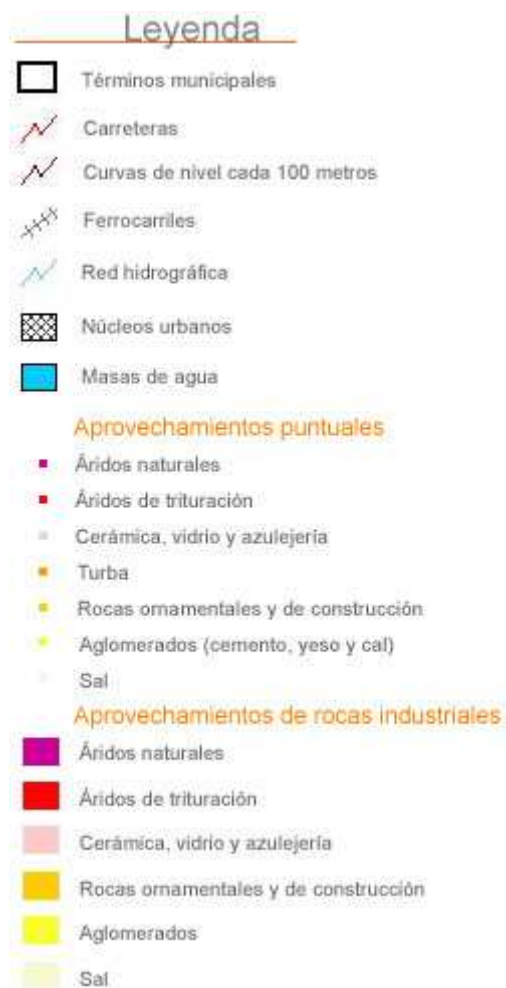 Leyenda
Términos municipales
Carreteras
Curvas de nivel cada 100 metros
Ferrocarriles
Red hidrográfica
Núcleos urbanos
Masas de agua
Aprovechamientos puntuales
Áridos naturales
Áridos de trituración
Cerámica, vidrio y azulejería
Turba
Rocas ornamentales y de construcción
Aglomerados (cemento, yeso y cal)
Sal
Aprovechamientos de rocas industriales
Áridos naturales
Áridos de trituración
Cerámica, vidrio y azulejería
Rocas ornamentales y de construcción
Aglomerados
Sal